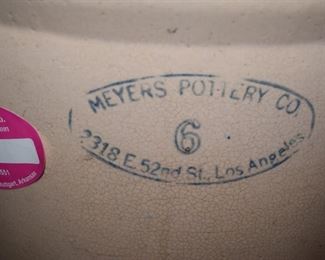 MEYERS POTTERY CO.
6
2318 E. 52nd St., Los Angeles